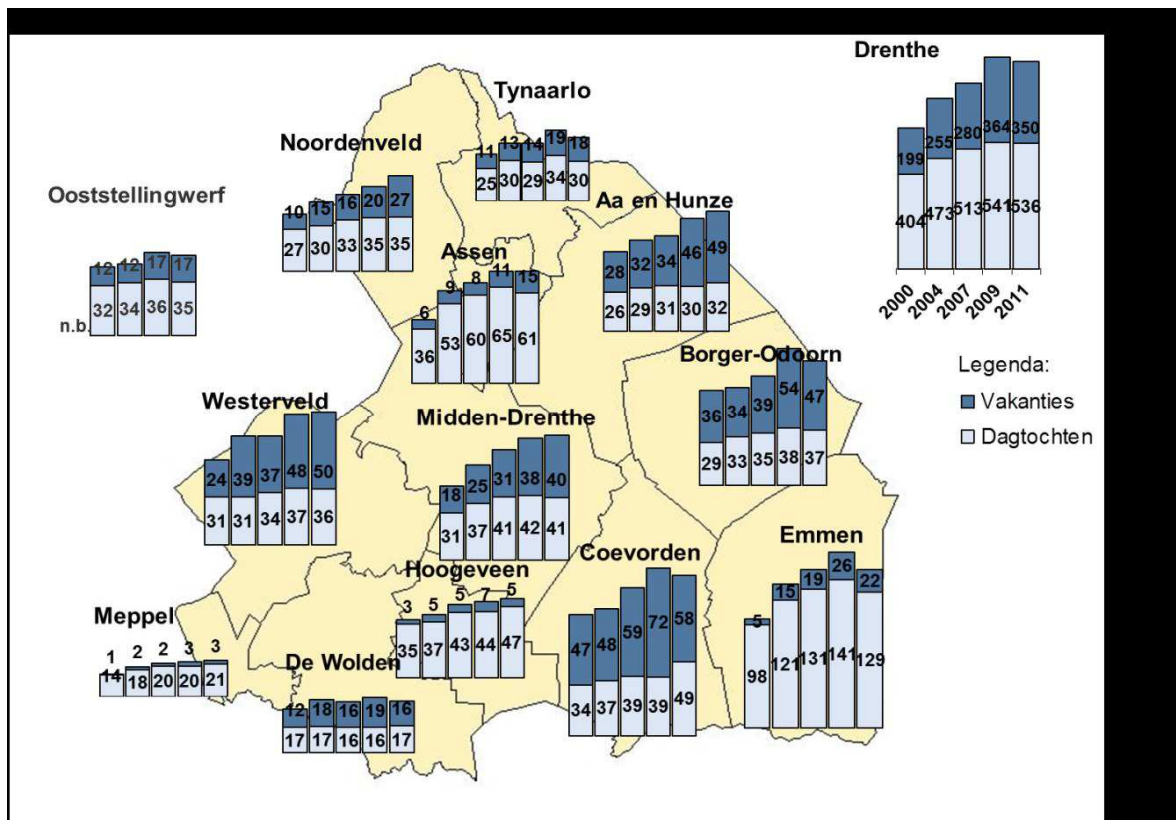 Drenthe
199 255 280 364 350
404 473 513 541 536
2000 2004 2007 2009 2011
Legenda:
Vakanties
Dagtochten
Tynaarlo
11 13 14 19 18
25 30 29 34 30
Noordenveld
10 15 16 20 27
27 30 33 35 35
Ooststellingwerf
12 12 17 17
n.b. 32 34 36 35
Aa en Hunze
28 32 34 46 49
26 29 31 30 32
Assen
6 9 8 11 15
36 53 60 65 61
Borger-Odoorn
36 34 39 54 47
29 33 35 38 37
Westerveld
24 39 37 48 50
31 31 34 37 36
Midden-Drenthe
18 25 31 38 40
31 37 41 42 41
Emmen
5 15 19 26 22
98 121 131 141 129
Coevorden
47 48 59 72 58
34 37 39 39 49
Hoogeveen
3 5 5 7 5
35 37 43 44 47
Meppel
1 2 2 3 3
14 18 20 20 21
De Wolden
12 18 16 19 16
17 17 16 16 17